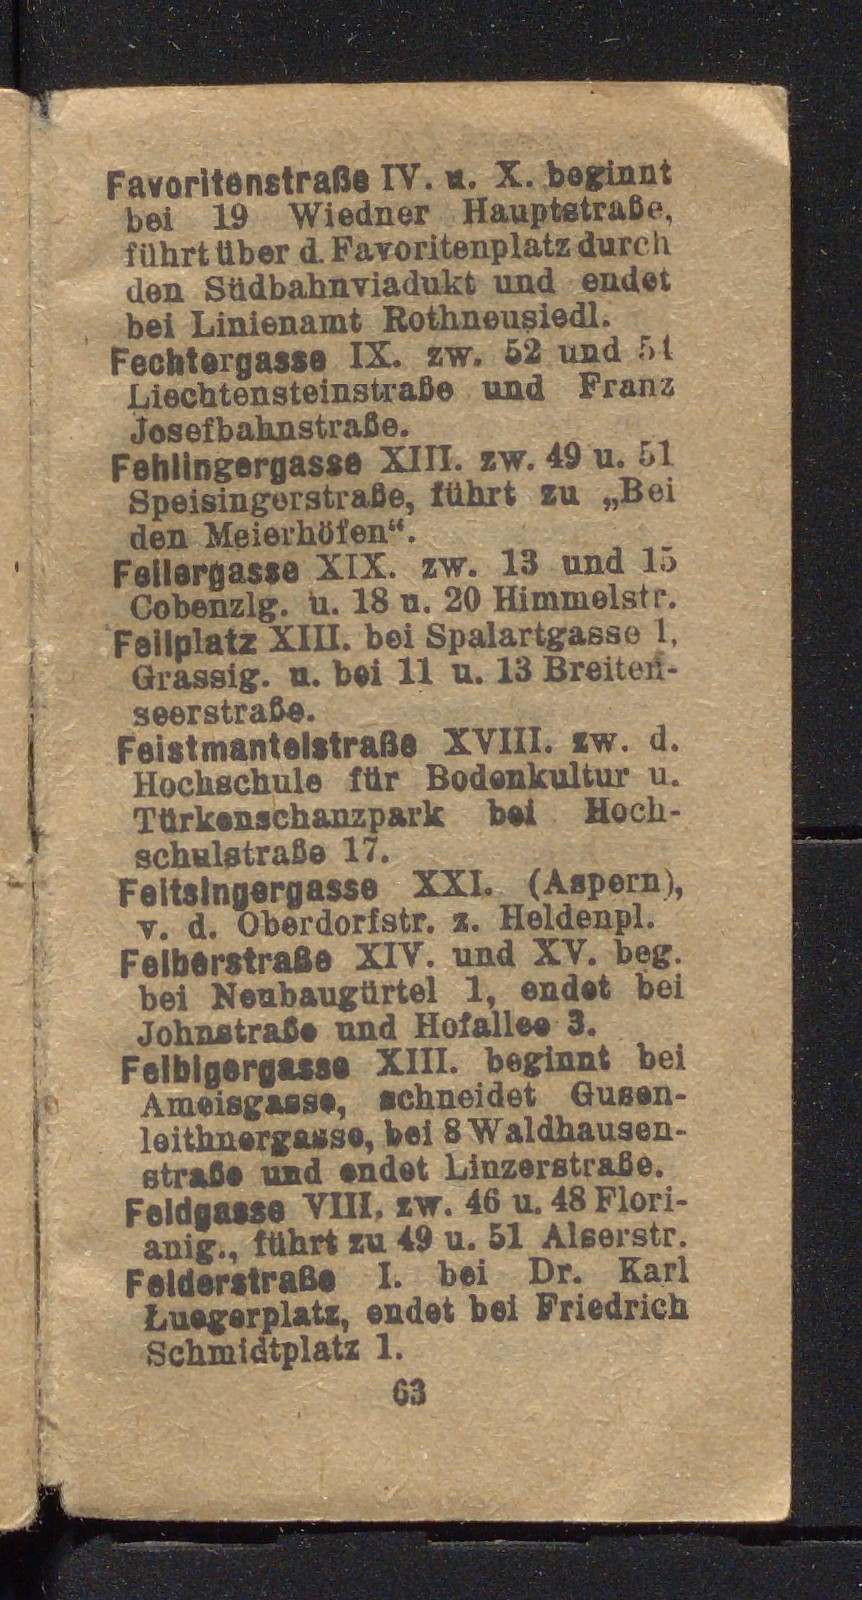 Favoritenstraße IV. u. X. beginnt
bei 19 Wiedner Hauptstraße,
führt über d. Favoritenplatz durch
den Südbahnviadukt und endet
bei Linienamt Rothneusiedl.
Fechtergasse IX. zw. 52 und 54
Liechtensteinstraße und Franz
Josefbahnstraße.
Fehlingergasse XIII. zw. 49 u. 51
Speisingerstraße, führt zu „Bei
den Meierhöfen“.
Feilergasse XIX. zw. 13 und 15
Cobenzlg. u. 18 u. 20 Himmelstr.
Feilplatz XIII. bei Spalartgasse 1,
Grassig. u. bei 11 u. 13 Breiten-
seerstraße.
Feistmantelstraße XVIII. zw. d.
Hochschule für Bodenkultur u.
Türkenschanzpark bei Hoch-
schulstraße 17.
Feitsingergasse XXI. (Aspern),
v. d. Oberdorfstr. z. Heldenpl.
Felberstraße XIV. und XV. beg.
bei Neubaugürtel 1, endet bei
Johnstraße und Hofallee 3.
Felbigergasse XIII. beginnt bei
Ameisgasse, schneidet Gusen-
leithnergasse, bei 8 Waldhausen-
straße und endet Linzerstraße.
Feldgasse VIII. zw. 46 u. 48 Flori-
anig., führt zu 49 u. 51 Alserstr.
Felderstraße I. bei Dr. Karl
Luegerplatz, endet bei Friedrich
Schmidtplatz 1.
63